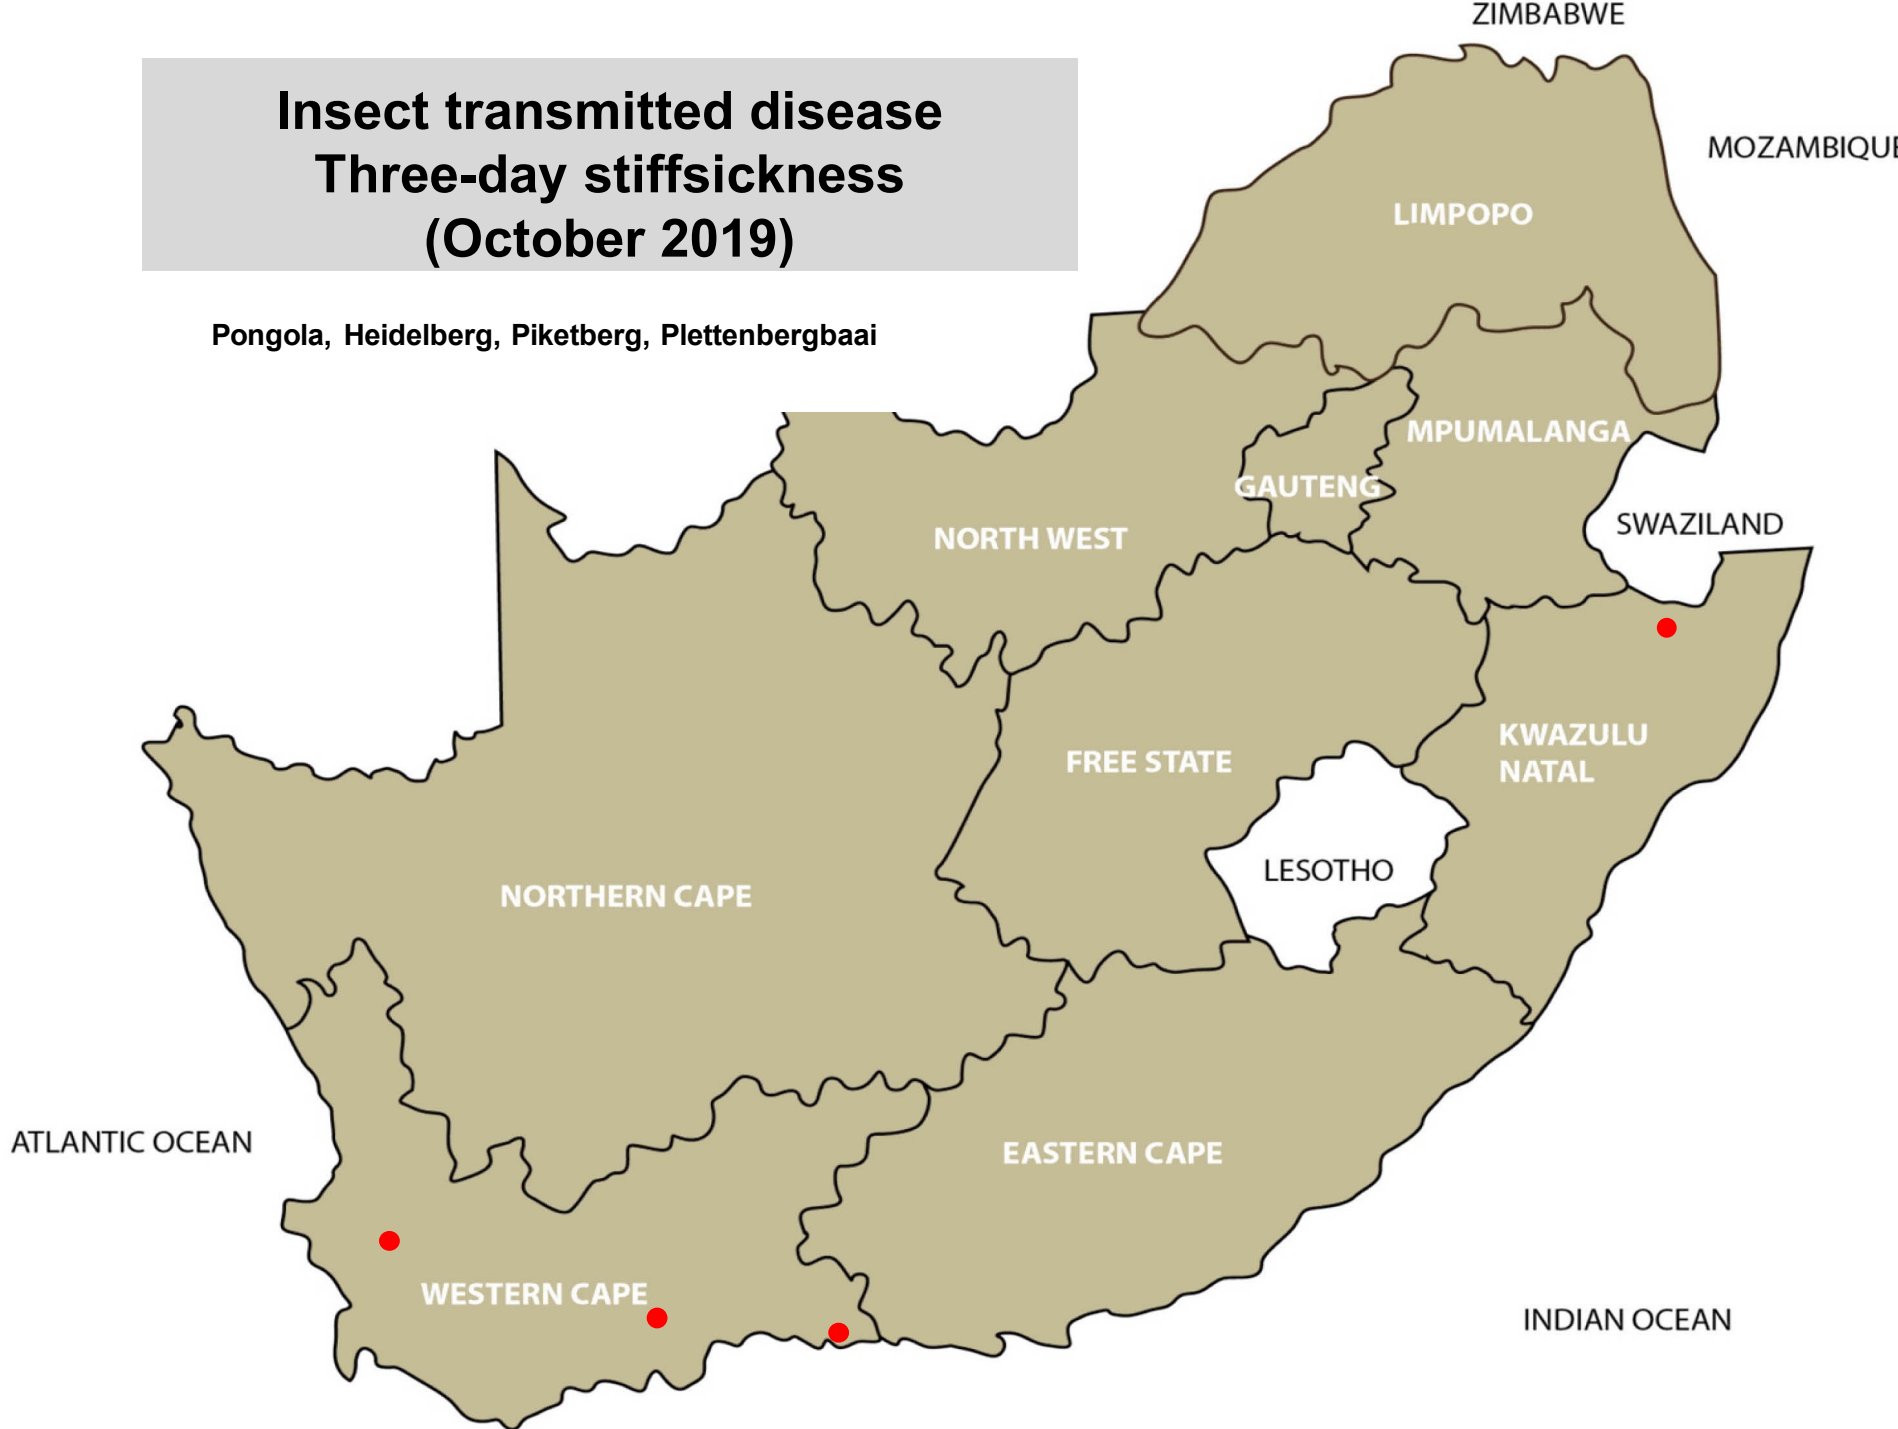 ZIMBABWE
Insect transmitted disease
Three-day stiffsickness
(October 2019)
MOZAMBIQUE
LIMPOPO
Pongola, Heidelberg, Piketberg, Plettenbergbaai
MPUMALANGA
GAUTENG
SWAZILAND
NORTH WEST
KWAZULU
NATAL
FREE STATE
LESOTHO
NORTHERN CAPE
ATLANTIC OCEAN
EASTERN CAPE
WESTERN CAPE
INDIAN OCEAN